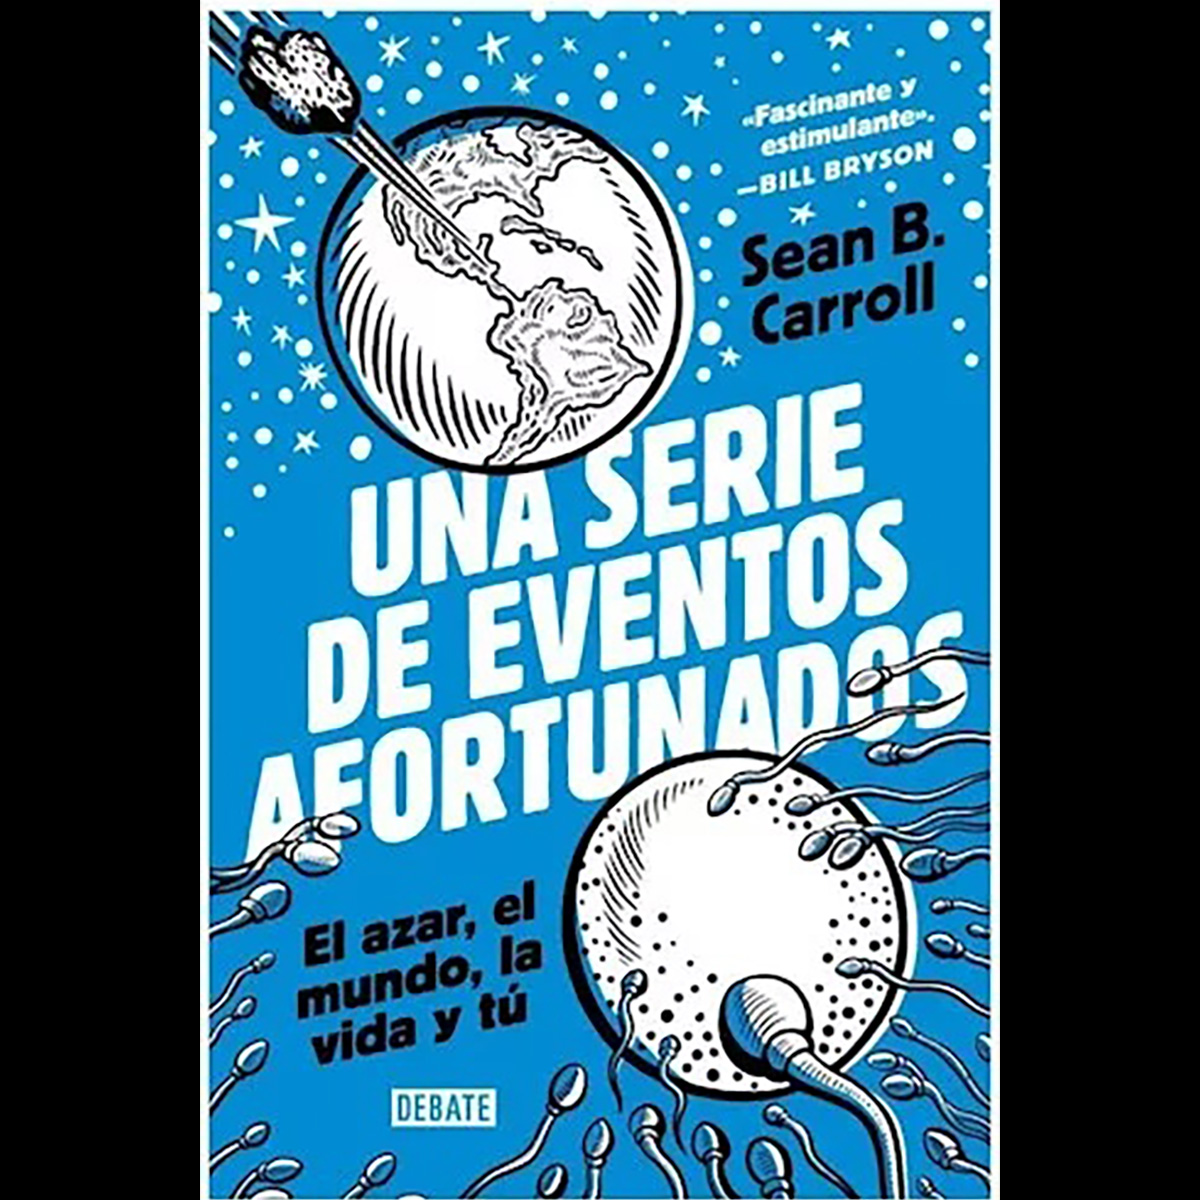 «Fascinante y
estimulante».
—BILL BRYSON
Sean B.
Carroll
UNA SERIE
DE EVENTOS
AFORTUNADOS
El azar, el
mundo, la
vida y tú
DEBATE